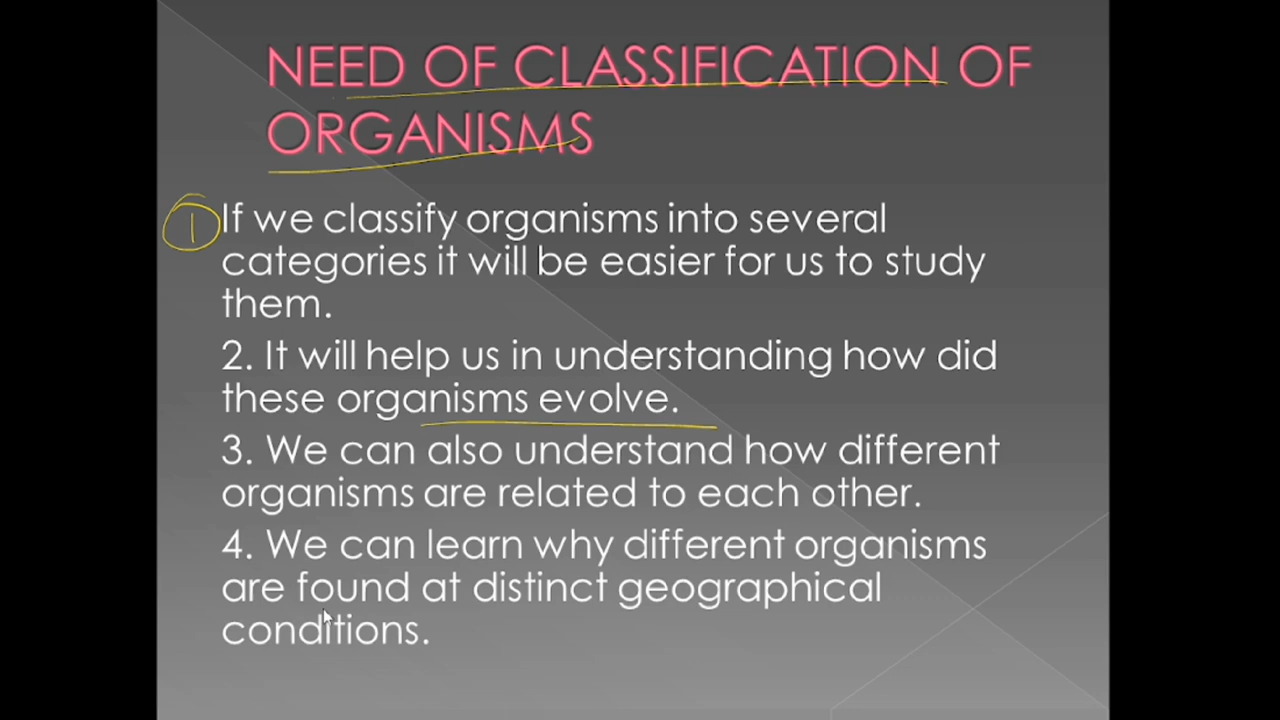 NEED OF CLASSIFICATION OF
ORGANISMS
1 If we classify organisms into several
categories it will be easier for us to study
them.
2. It will help us in understanding how did
these organisms evolve.
3. We can also understand how different
organisms are related to each other.
4. We can learn why different organisms
are found at distinct geographical
conditions.